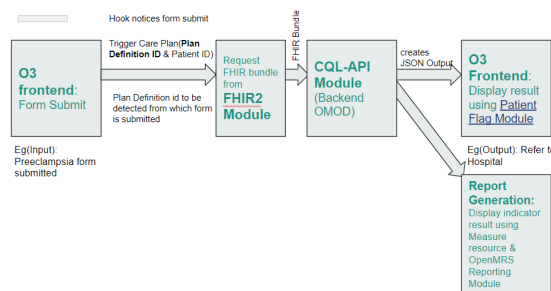 Hook notices form submit
Trigger Care Plan(Plan
Definition ID & Patient ID)
Plan Definition id to be
detected from which form
is submitted
O3
frontend:
Form Submit
Eg(Input):
Preeclampsia form
submitted
Request
FHIR bundle
from
FHIR2
Module
FHIR Bundle
CQL-API
Module
(Backend
OMOD)
creates
JSON Output
O3
Frontend:
Display result
using Patient
Flag Module
Eg(Output): Refer to
Hospital
Report
Generation:
Display indicator
result using
Measure
resource &
OpenMRS
Reporting
Module